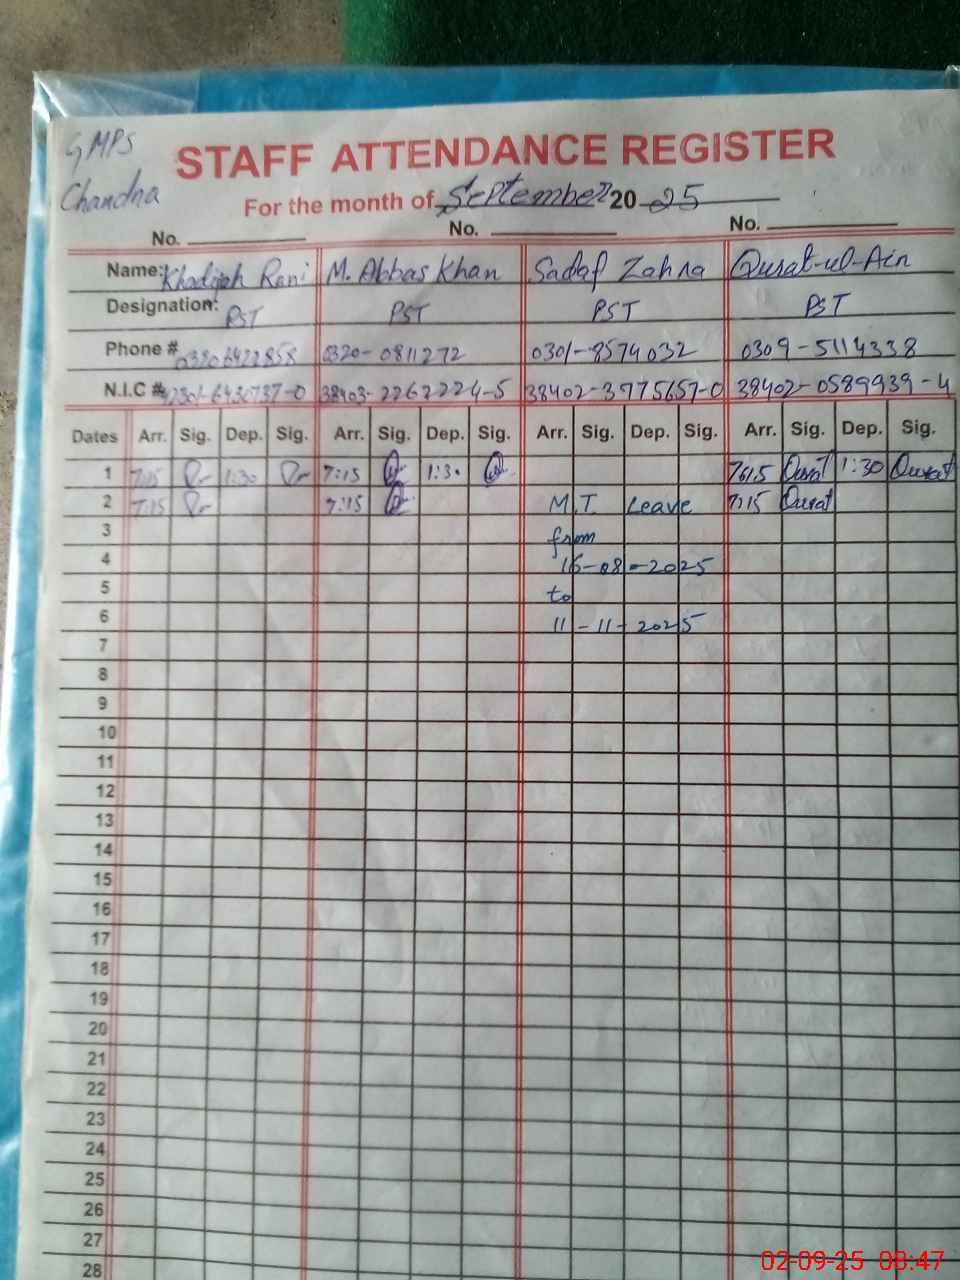 GMPS
Chandna
STAFF ATTENDANCE REGISTER
For the month of September 2025
No. No. No.
Name: Khadijah Rani M. Abbas Khan Sadaf Zahra Qurat-ul-Ain
Designation: PST PST PST PST
Phone # 0320-0811272 0301-8574032 0309-5114338
N.I.C # 38403-2262224-5 38402-3775657-0 38402-0589939-4
Dates Arr. Sig. Dep. Sig. Arr. Sig. Dep. Sig. Arr. Sig. Dep. Arr. Sig. Dep. Sig.
1 7:15 1:30 7:15 1:30 Qurat 1:30 Qurat
2 7:15 7:15 M.T. Leave 7:15 Qurat
3 from
4 16-08-2025
5 to
6 11-11-2025
7
8
9
10
11
12
13
14
15
16
17
18
19
20
21
22
23
24
25
26
27
28
02-09-25 08:47